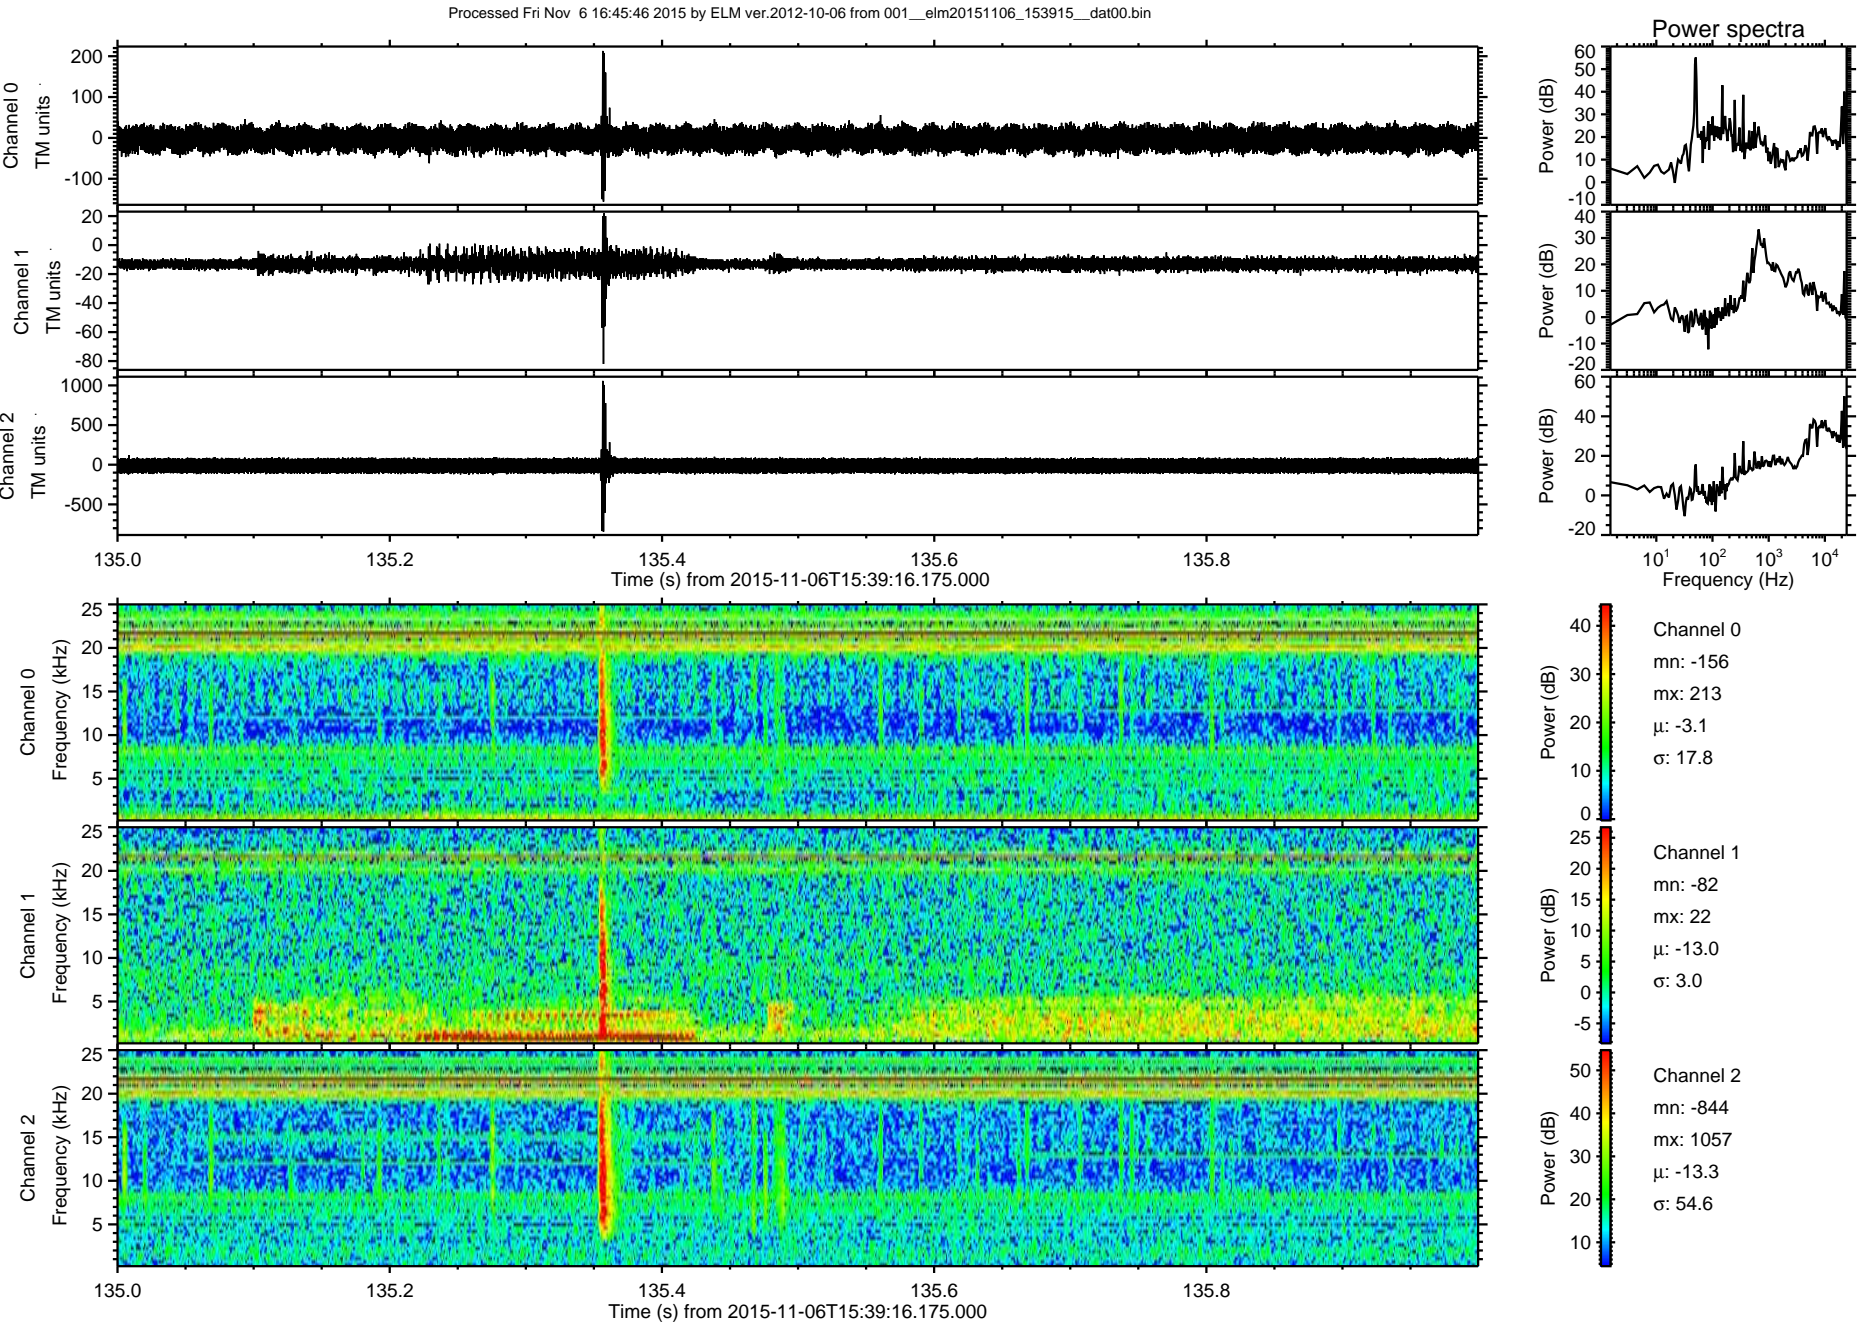 Processed Fri Nov  6 16:45:46 2015 by ELM ver.2012-10-06 from 001__elm20151106_153915__dat00.bin
Power spectra
Channel 0
TM units
200
100
0
-100
Power (dB)
60
50
40
30
20
10
0
-10
Channel 1
TM units
20
0
-20
-40
-60
-80
Power (dB)
40
30
20
10
0
-10
-20
Channel 2
TM units
1000
500
0
-500
Power (dB)
60
40
20
0
-20
135.0 135.2 135.4 135.6 135.8
Time (s) from 2015-11-06T15:39:16.175.000
10¹ 10² 10³ 10⁴
Frequency (Hz)
Channel 0
Frequency (kHz)
25
20
15
10
5
Power (dB)
40
30
20
10
0
Channel 0
mn: -156
mx: 213
µ: -3.1
σ: 17.8
Channel 1
Frequency (kHz)
25
20
15
10
5
Power (dB)
25
20
15
10
5
0
-5
Channel 1
mn: -82
mx: 22
µ: -13.0
σ: 3.0
Channel 2
Frequency (kHz)
25
20
15
10
5
Power (dB)
50
40
30
20
10
Channel 2
mn: -844
mx: 1057
µ: -13.3
σ: 54.6
135.0 135.2 135.4 135.6 135.8
Time (s) from 2015-11-06T15:39:16.175.000